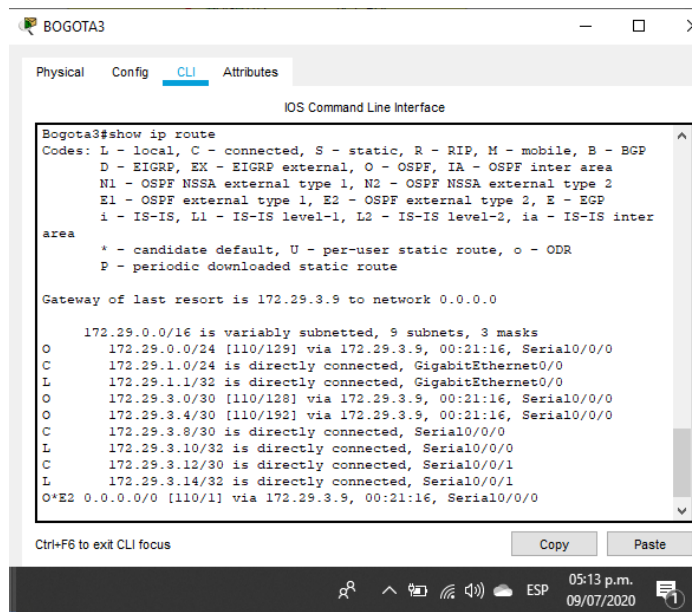 BOGOTA3
Physical Config CLI Attributes
IOS Command Line Interface
Bogota3#show ip route
Codes: L - local, C - connected, S - static, R - RIP, M - mobile, B - BGP
D - EIGRP, EX - EIGRP external, O - OSPF, IA - OSPF inter area
N1 - OSPF NSSA external type 1, N2 - OSPF NSSA external type 2
E1 - OSPF external type 1, E2 - OSPF external type 2, E - EGP
i - IS-IS, L1 - IS-IS level-1, L2 - IS-IS level-2, ia - IS-IS inter
area
* - candidate default, U - per-user static route, o - ODR
P - periodic downloaded static route
Gateway of last resort is 172.29.3.9 to network 0.0.0.0
172.29.0.0/16 is variably subnetted, 9 subnets, 3 masks
O 172.29.0.0/24 [110/129] via 172.29.3.9, 00:21:16, Serial0/0/0
C 172.29.1.0/24 is directly connected, GigabitEthernet0/0
L 172.29.1.1/32 is directly connected, GigabitEthernet0/0
O 172.29.3.0/30 [110/128] via 172.29.3.9, 00:21:16, Serial0/0/0
O 172.29.3.4/30 [110/192] via 172.29.3.9, 00:21:16, Serial0/0/0
C 172.29.3.8/30 is directly connected, Serial0/0/0
L 172.29.3.10/32 is directly connected, Serial0/0/0
C 172.29.3.12/30 is directly connected, Serial0/0/1
L 172.29.3.14/32 is directly connected, Serial0/0/1
O*E2 0.0.0.0/0 [110/1] via 172.29.3.9, 00:21:16, Serial0/0/0
Ctrl+F6 to exit CLI focus
Copy Paste
ESP
05:13 p.m.
09/07/2020
1